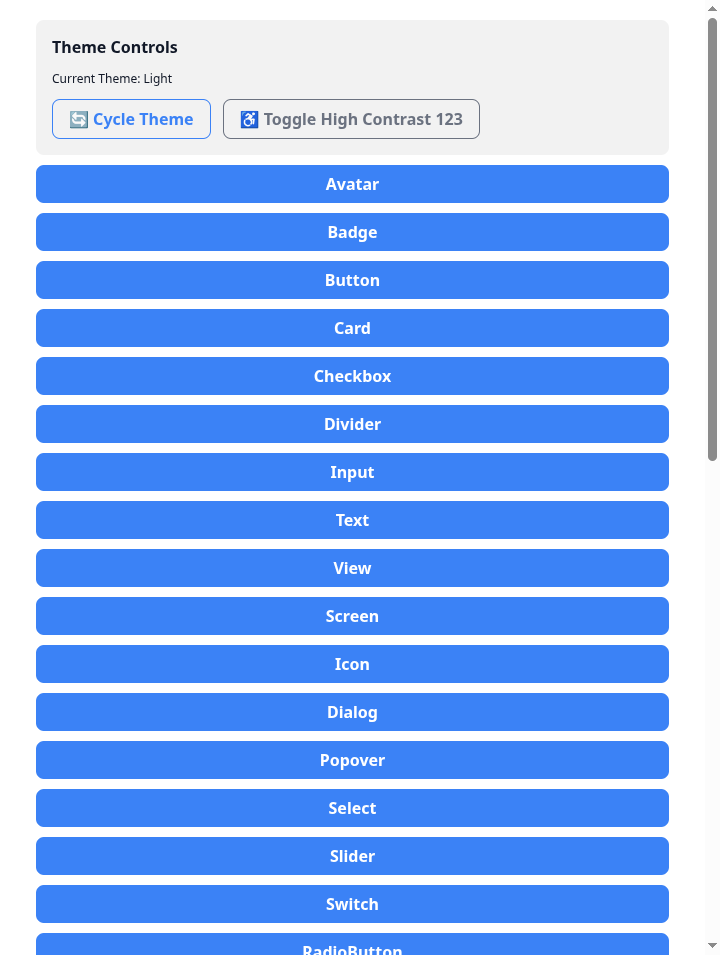 Theme Controls
Current Theme: Light
🔄 Cycle Theme
♿ Toggle High Contrast 123
Avatar
Badge
Button
Card
Checkbox
Divider
Input
Text
View
Screen
Icon
Dialog
Popover
Select
Slider
Switch
RadioButton